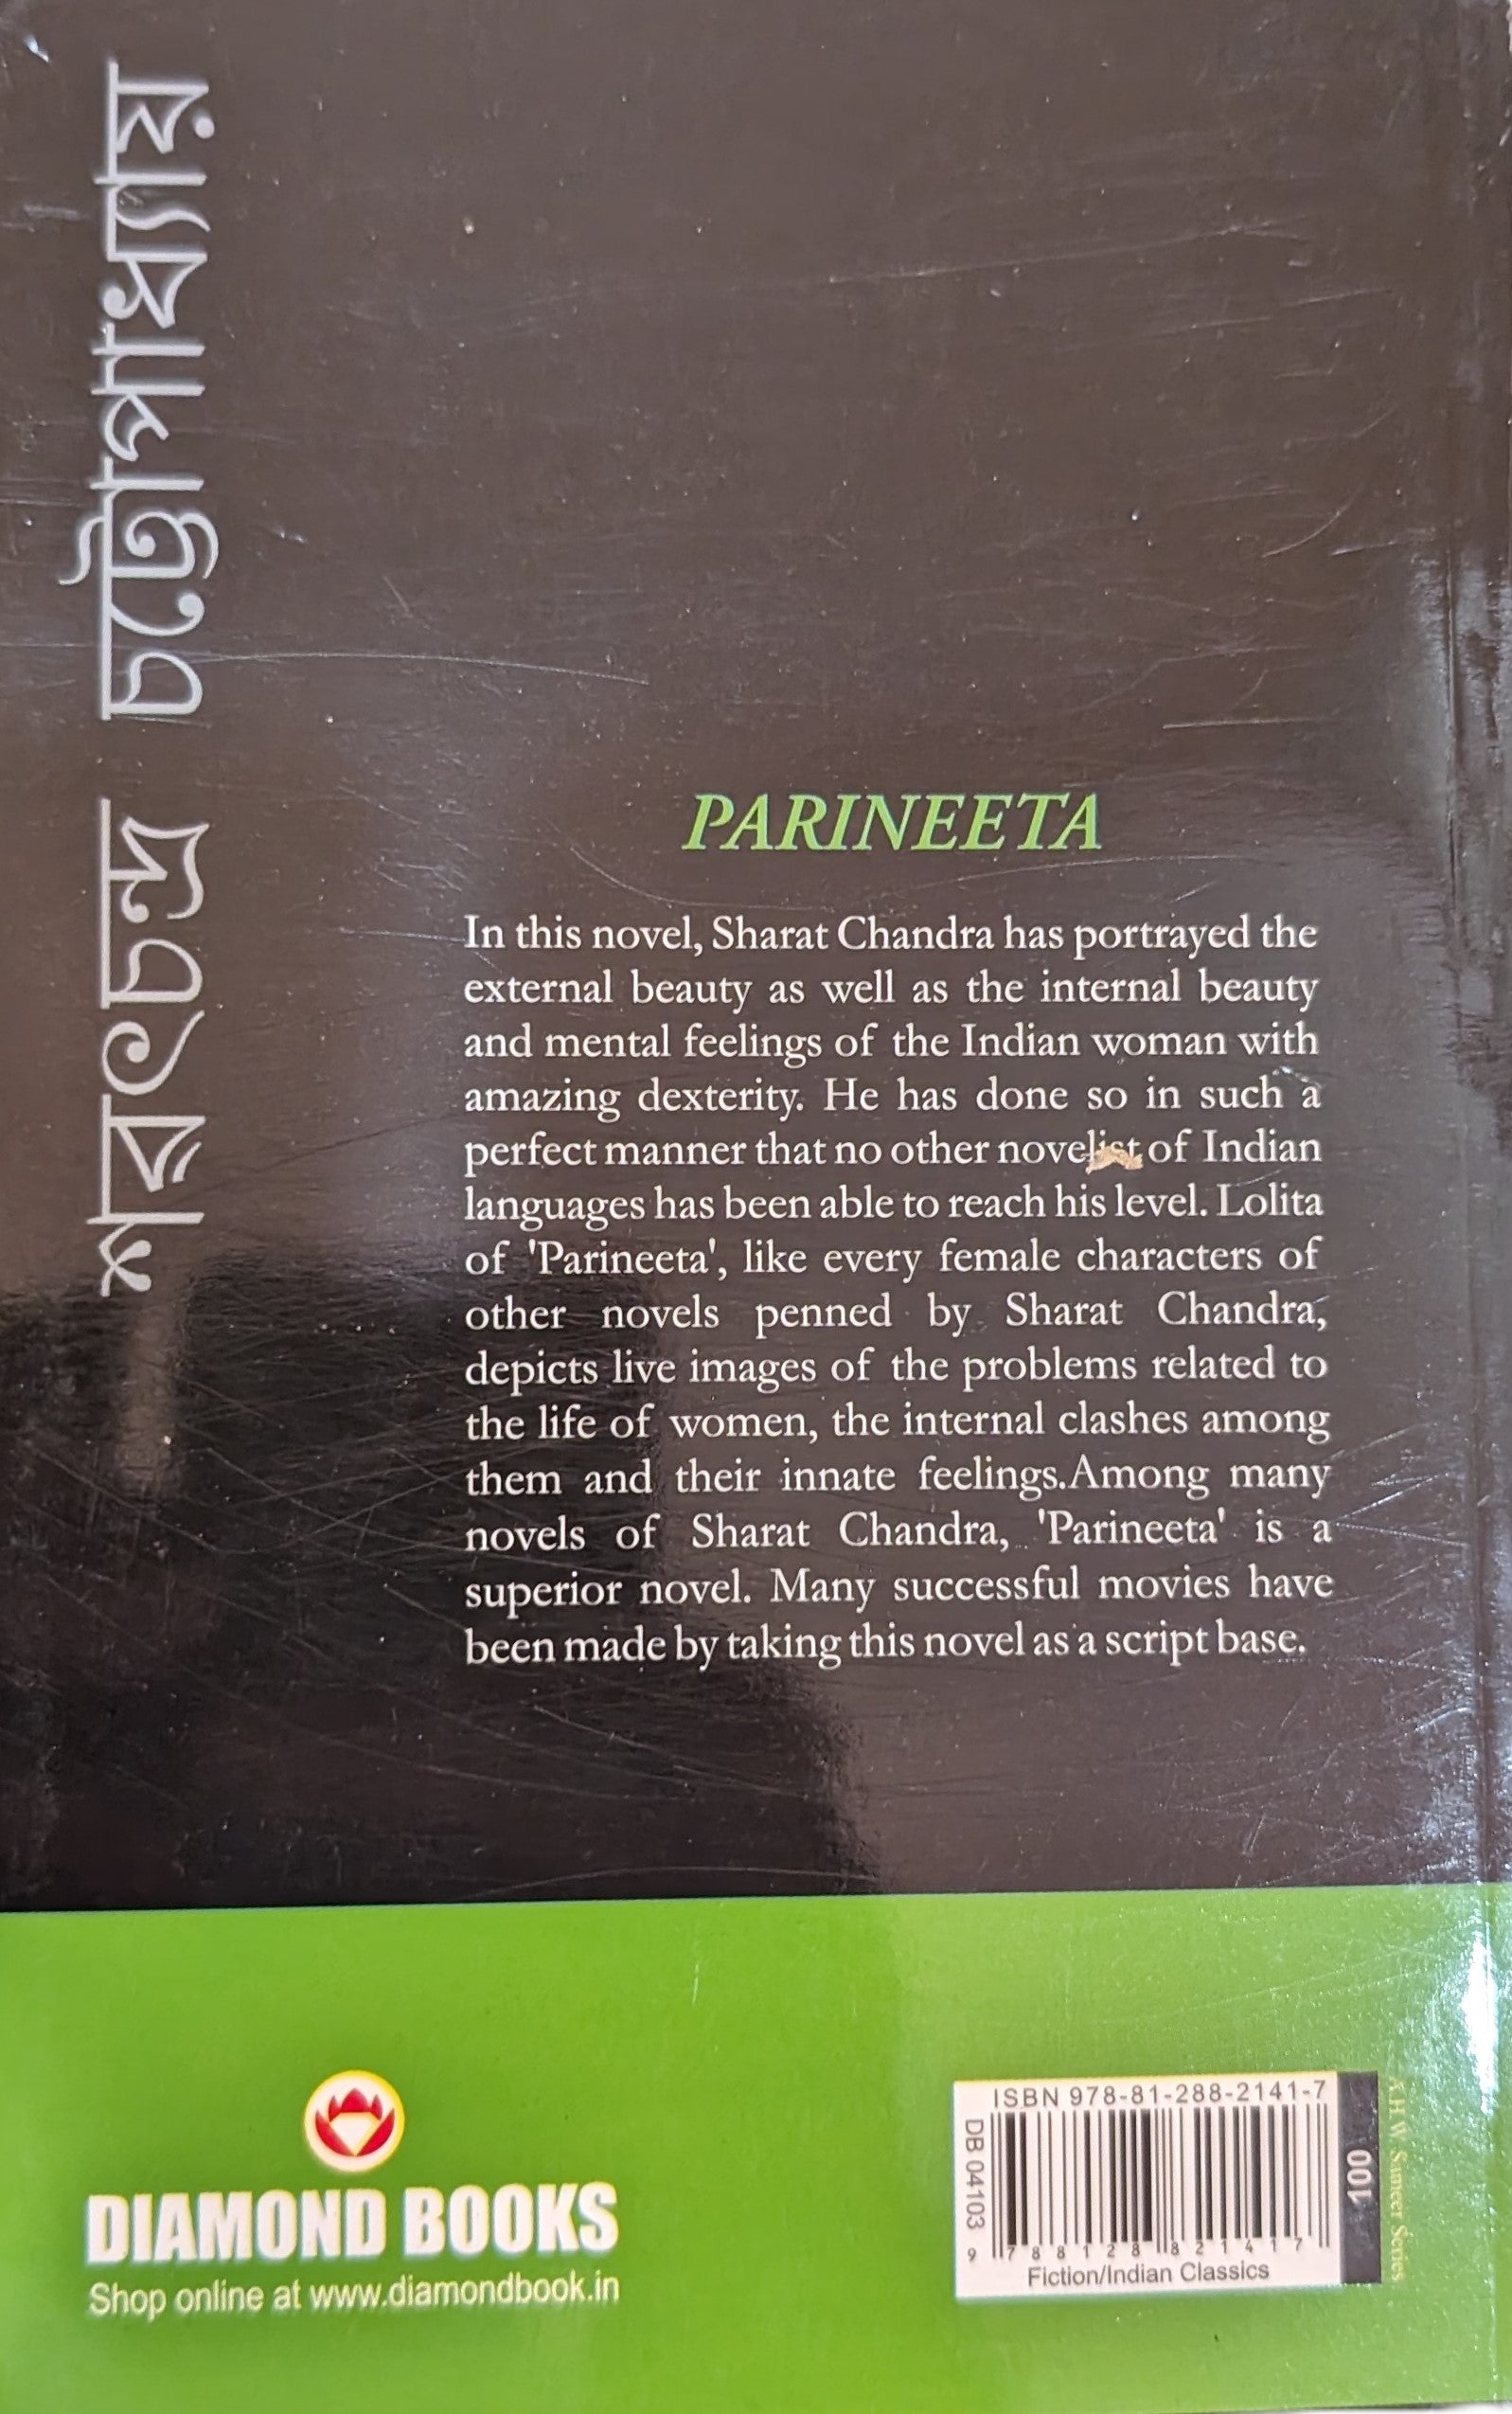 শরৎচন্দ্র চট্টোপাধ্যায়
PARINEETA
In this novel, Sharat Chandra has portrayed the
external beauty as well as the internal beauty
and mental feelings of the Indian woman with
amazing dexterity. He has done so in such a
perfect manner that no other novelist of Indian
languages has been able to reach his level. Lolita
of 'Parineeta', like every female characters of
other novels penned by Sharat Chandra,
depicts live images of the problems related to
the life of women, the internal clashes among
them and their innate feelings.Among many
novels of Sharat Chandra, 'Parineeta' is a
superior novel. Many successful movies have
been made by taking this novel as a script base.
DIAMOND BOOKS
Shop online at www.diamondbook.in
ISBN 978-81-288-2141-7
DB 04103
9 788128 821417
Fiction/Indian Classics
100
A.H.W. Sameer Series